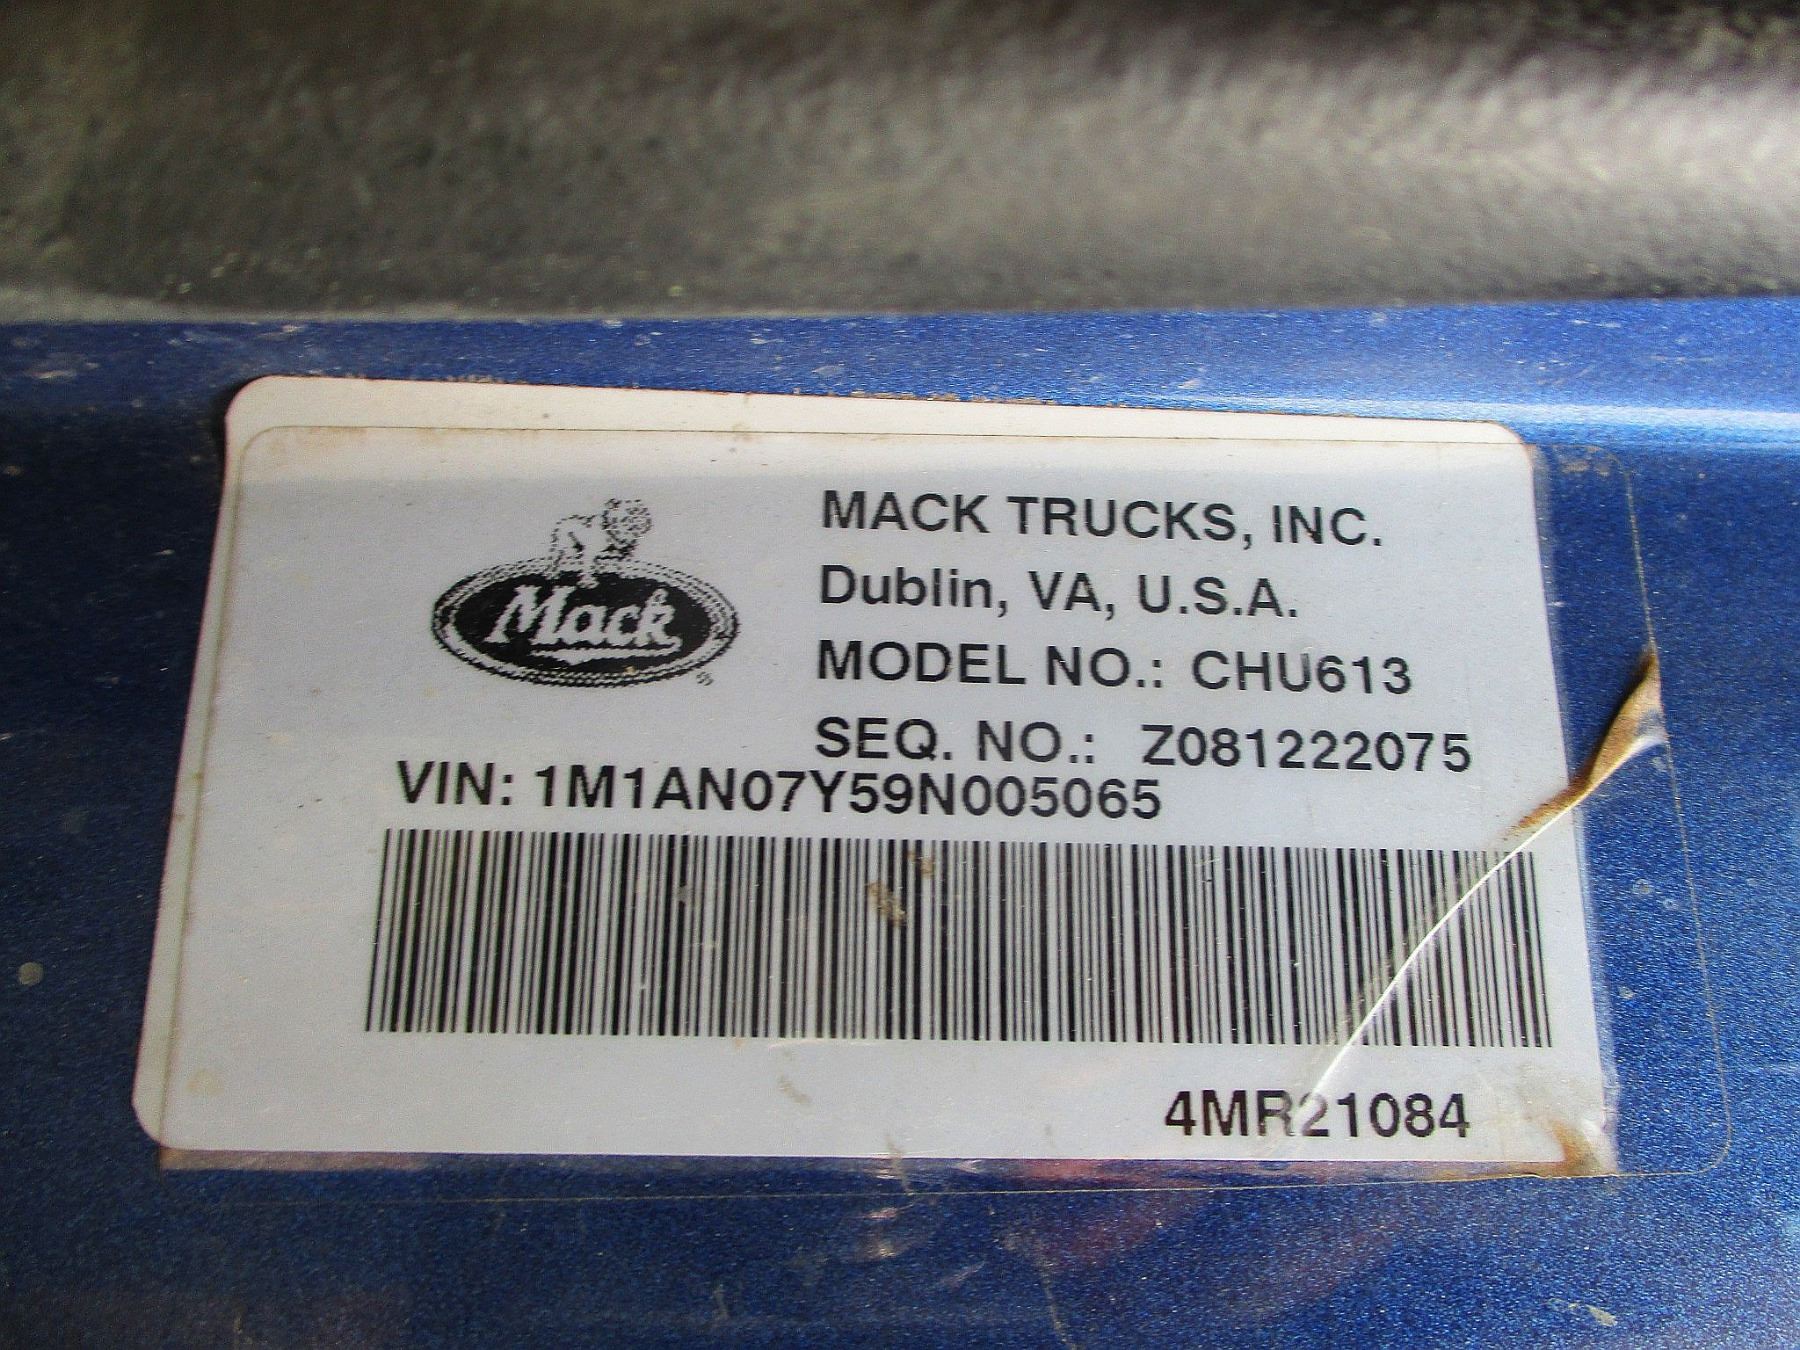 Mack
MACK TRUCKS, INC.
Dublin, VA, U.S.A.
MODEL NO.: CHU613
SEQ. NO.: Z081222075
VIN: 1M1AN07Y59N005065
4MR21084